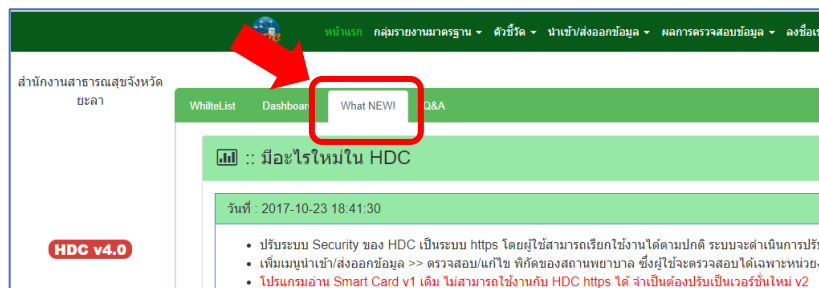 หน้าแรก กลุ่มรายงานมาตรฐาน ตัวชี้วัด นำเข้า/ส่งออกข้อมูล ผลการตรวจสอบข้อมูล
สำนักงานสาธารณสุขจังหวัด
ยะลา
WhilteList What NEW! Q&A
:: มีอะไรใหม่ใน HDC
วันที่ : 2017-10-23 18:41:30
HDC v4.0
ปรับระบบ Security ของ HDC เป็นระบบ https โดยผู้ใช้สามารถเรียกใช้งานได้ตามปกติ ระบบจะดำเนินการ
เพิ่มเมนูนำเข้า/ส่งออกข้อมูล >> ตรวจสอบ/แก้ไข พิกัดของสถานพยาบาล ซึ่งผู้ใช้จะตรวจสอบได้เฉพาะ
โปรแกรมอ่าน Smart Card v1 เดิม ไม่สามารถใช้งานกับ HDC https ได้ จำเป็นต้องปรับเป็นเวอร์ชั่นใหม่ v2